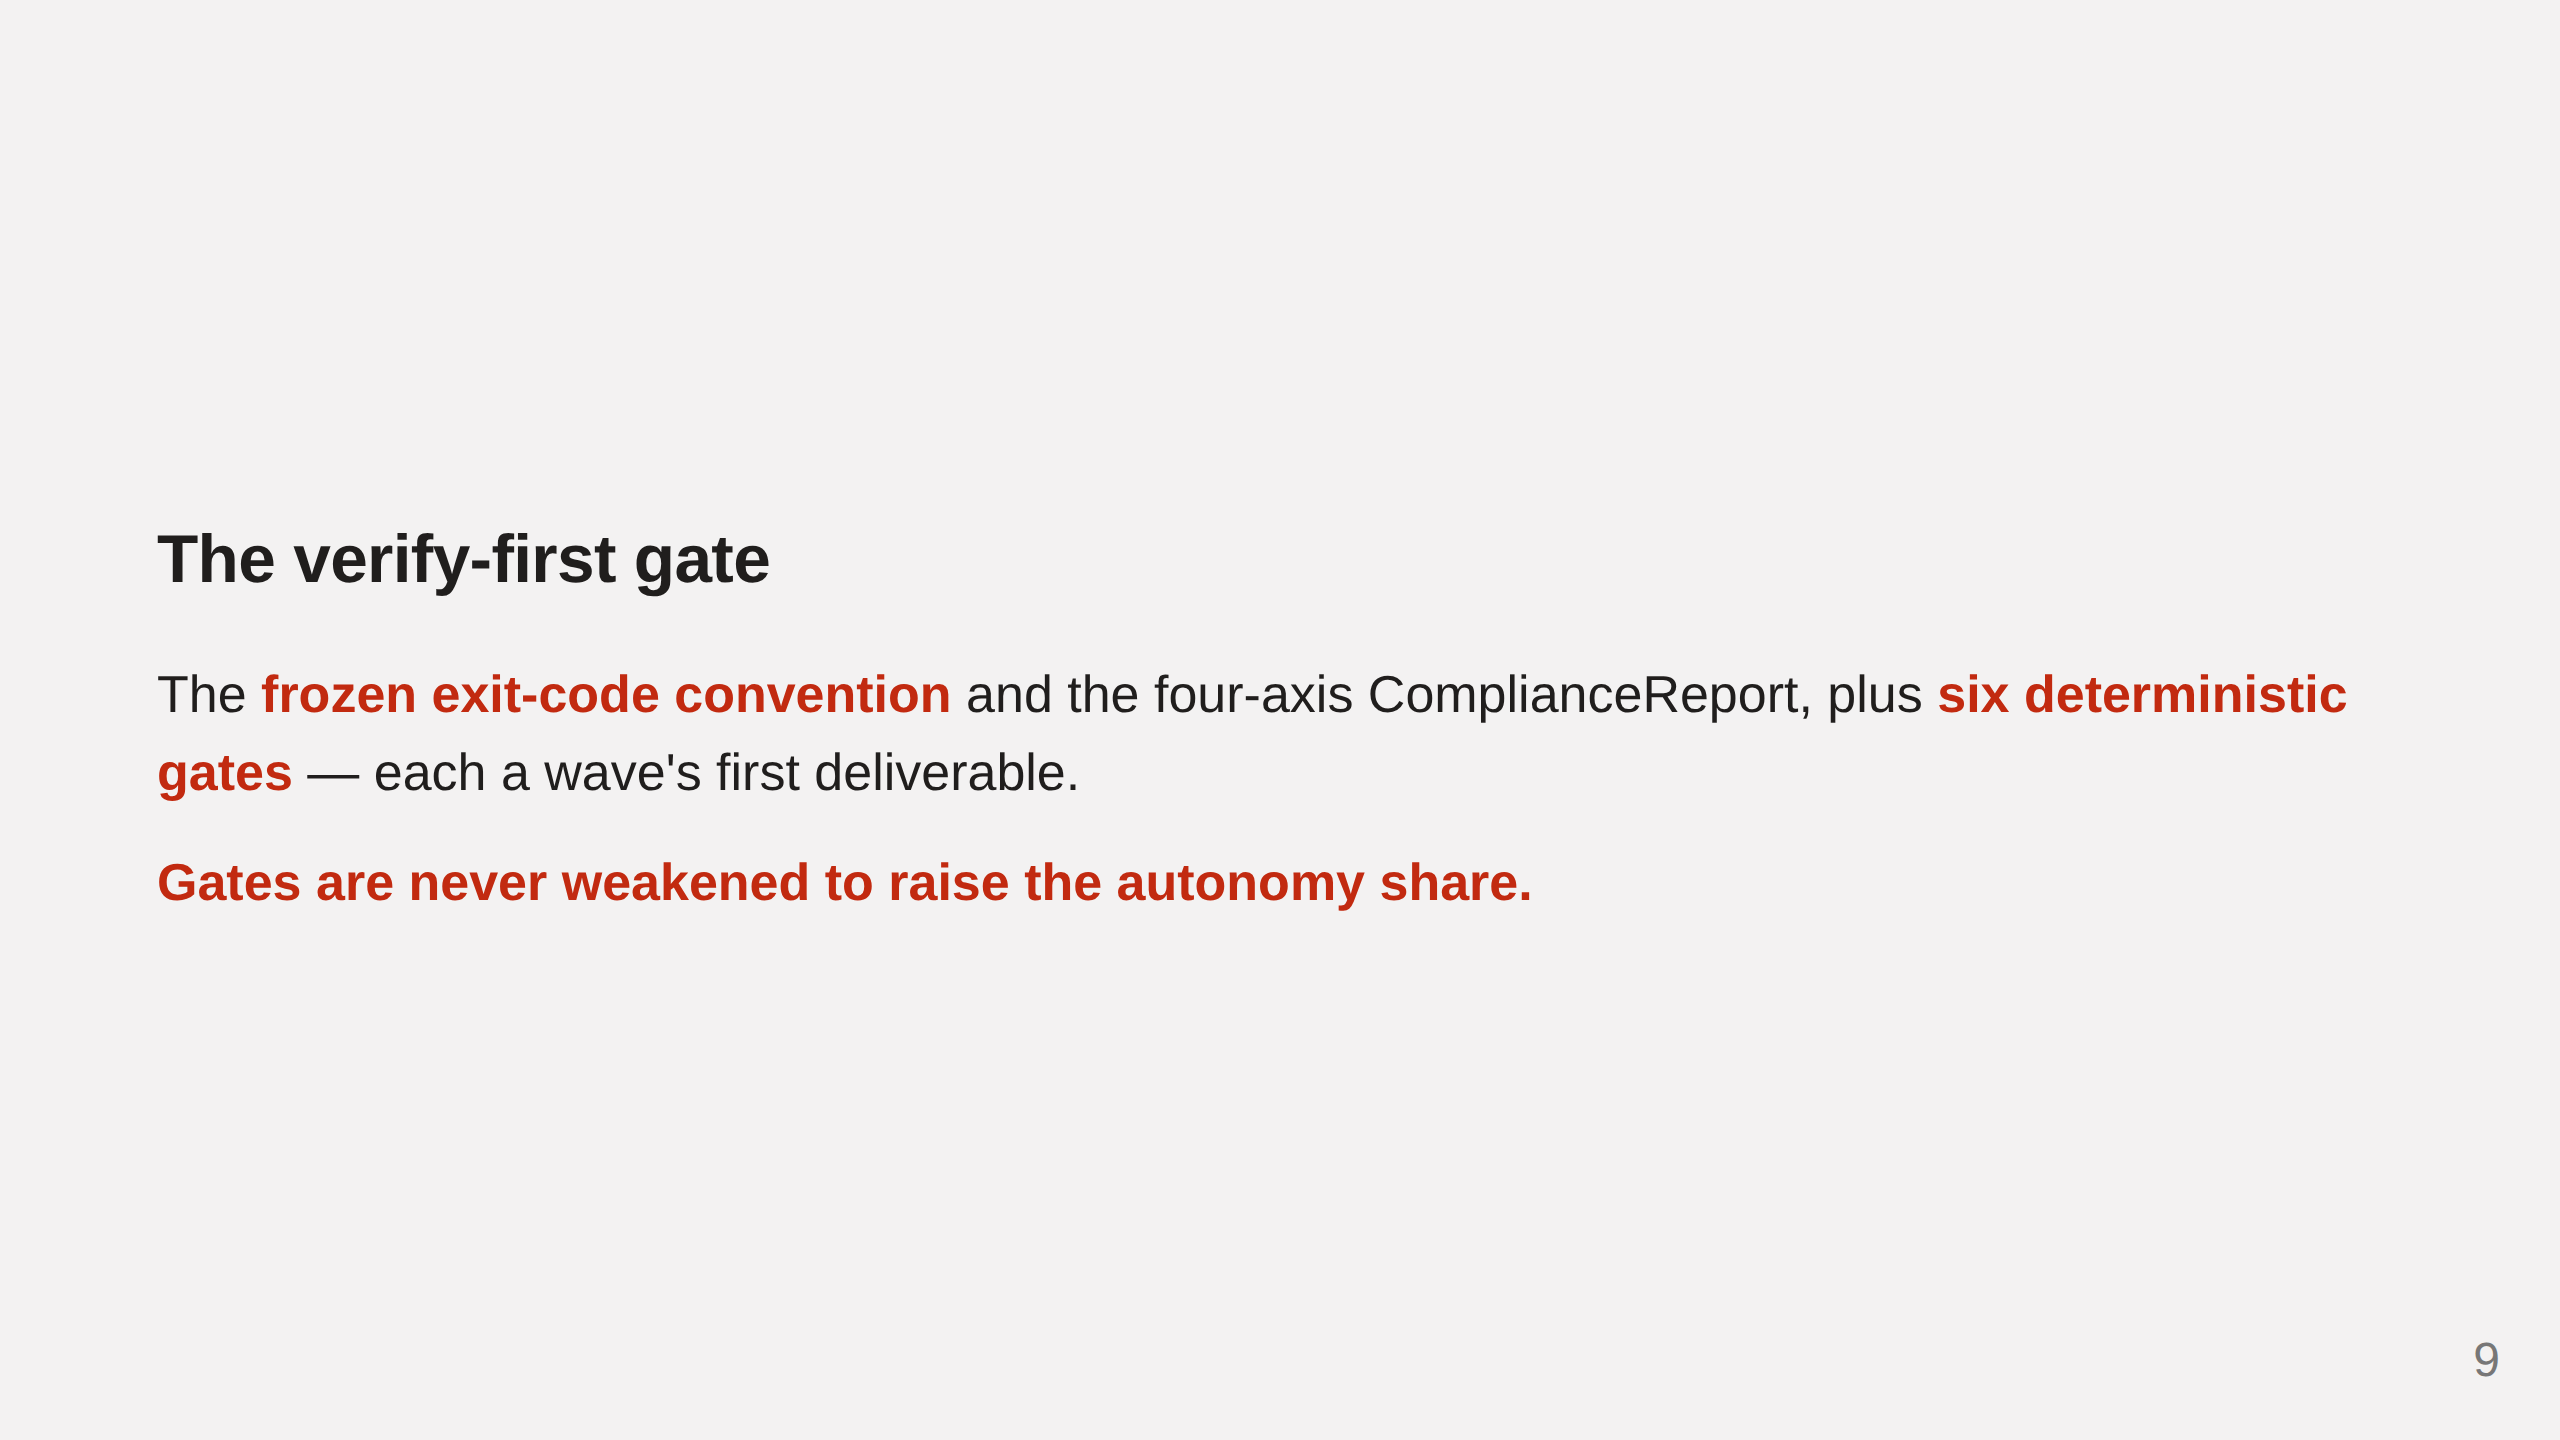 The verify-first gate
The frozen exit-code convention and the four-axis ComplianceReport, plus six deterministic
gates — each a wave's first deliverable.
Gates are never weakened to raise the autonomy share.
9